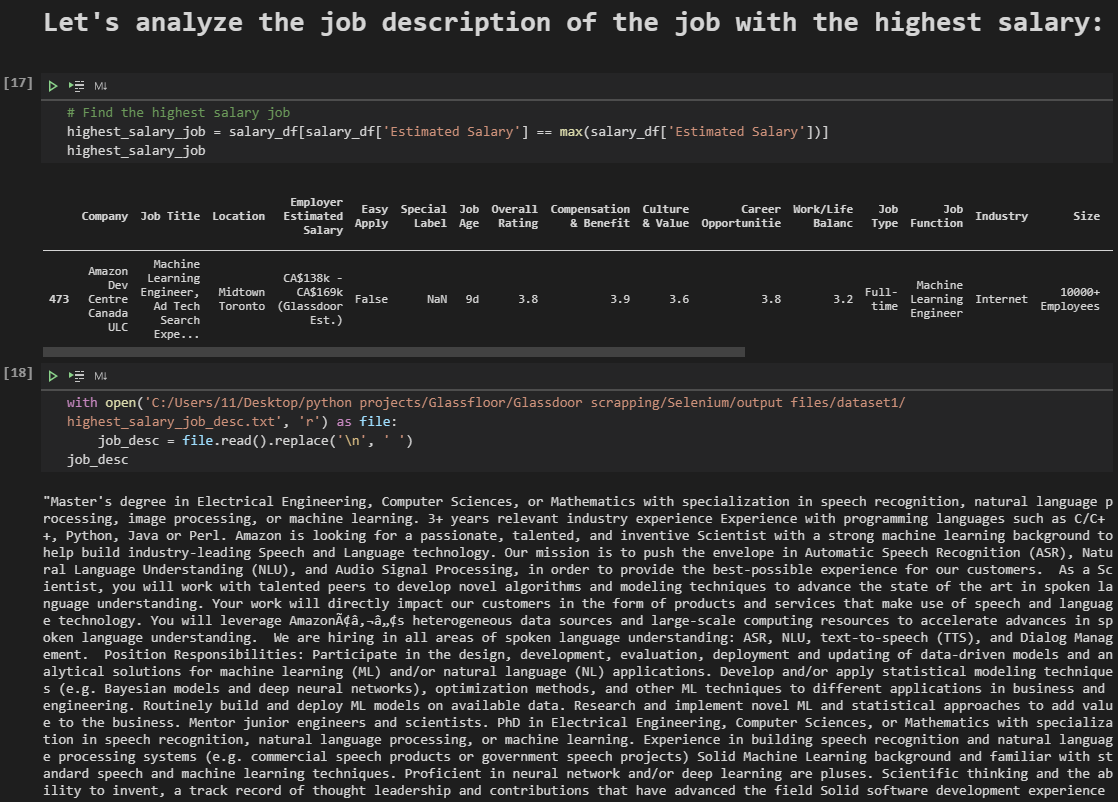 Let's analyze the job description of the job with the highest salary:
[17]
M↓
# Find the highest salary job
highest_salary_job = salary_df[salary_df['Estimated Salary'] == max(salary_df['Estimated Salary'])]
highest_salary_job
Company Job Title Location Employer Estimated Salary Easy Apply Special Label Job Age Overall Rating Compensation & Benefit Culture & Value Career Opportunitie Work/Life Balanc Job Type Job Function Industry Size
473 Amazon Dev Centre Canada ULC Machine Learning Engineer, Ad Tech Search Expe... Midtown Toronto CA$138k - CA$169k (Glassdoor Est.) False NaN 9d 3.8 3.9 3.6 3.8 3.2 Full-time Machine Learning Engineer Internet 10000+ Employees
[18]
M↓
with open('C:/Users/11/Desktop/python projects/Glassfloor/Glassdoor scrapping/Selenium/output files/dataset1/
highest_salary_job_desc.txt', 'r') as file:
    job_desc = file.read().replace('\n', ' ')
job_desc
"Master's degree in Electrical Engineering, Computer Sciences, or Mathematics with specialization in speech recognition, natural language p
rocessing, image processing, or machine learning. 3+ years relevant industry experience Experience with programming languages such as C/C+
+, Python, Java or Perl. Amazon is looking for a passionate, talented, and inventive Scientist with a strong machine learning background to
help build industry-leading Speech and Language technology. Our mission is to push the envelope in Automatic Speech Recognition (ASR), Natu
ral Language Understanding (NLU), and Audio Signal Processing, in order to provide the best-possible experience for our customers.  As a Sc
ientist, you will work with talented peers to develop novel algorithms and modeling techniques to advance the state of the art in spoken la
nguage understanding. Your work will directly impact our customers in the form of products and services that make use of speech and languag
e technology. You will leverage AmazonÃ¢â‚¬â„¢s heterogeneous data sources and large-scale computing resources to accelerate advances in sp
oken language understanding.  We are hiring in all areas of spoken language understanding: ASR, NLU, text-to-speech (TTS), and Dialog Manag
ement.  Position Responsibilities: Participate in the design, development, evaluation, deployment and updating of data-driven models and an
alytical solutions for machine learning (ML) and/or natural language (NL) applications. Develop and/or apply statistical modeling technique
s (e.g. Bayesian models and deep neural networks), optimization methods, and other ML techniques to different applications in business and
engineering. Routinely build and deploy ML models on available data. Research and implement novel ML and statistical approaches to add valu
e to the business. Mentor junior engineers and scientists. PhD in Electrical Engineering, Computer Sciences, or Mathematics with specializa
tion in speech recognition, natural language processing, or machine learning. Experience in building speech recognition and natural languag
e processing systems (e.g. commercial speech products or government speech projects) Solid Machine Learning background and familiar with st
andard speech and machine learning techniques. Proficient in neural network and/or deep learning are pluses. Scientific thinking and the ab
ility to invent, a track record of thought leadership and contributions that have advanced the field Solid software development experience